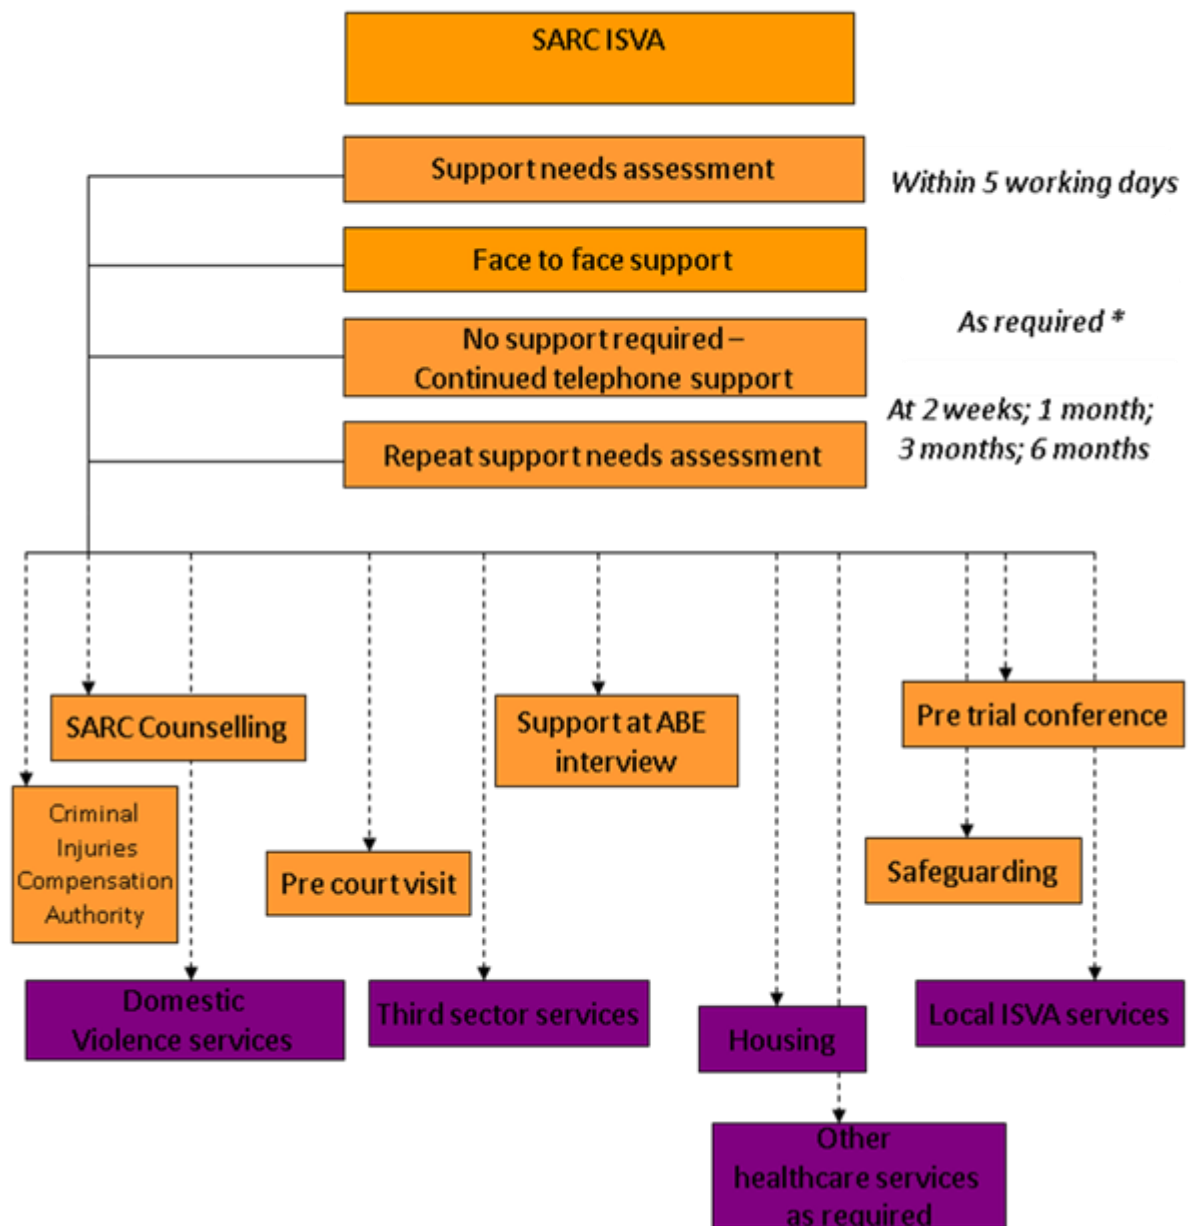 SARC ISVA
Support needs assessment
Within 5 working days
Face to face support
As required *
No support required –
Continued telephone support
At 2 weeks; 1 month;
3 months; 6 months
Repeat support needs assessment
SARC Counselling
Support at ABE
interview
Pre trial conference
Criminal
Injuries
Compensation
Authority
Pre court visit
Safeguarding
Domestic
Violence services
Third sector services
Housing
Local ISVA services
Other
healthcare services
as required